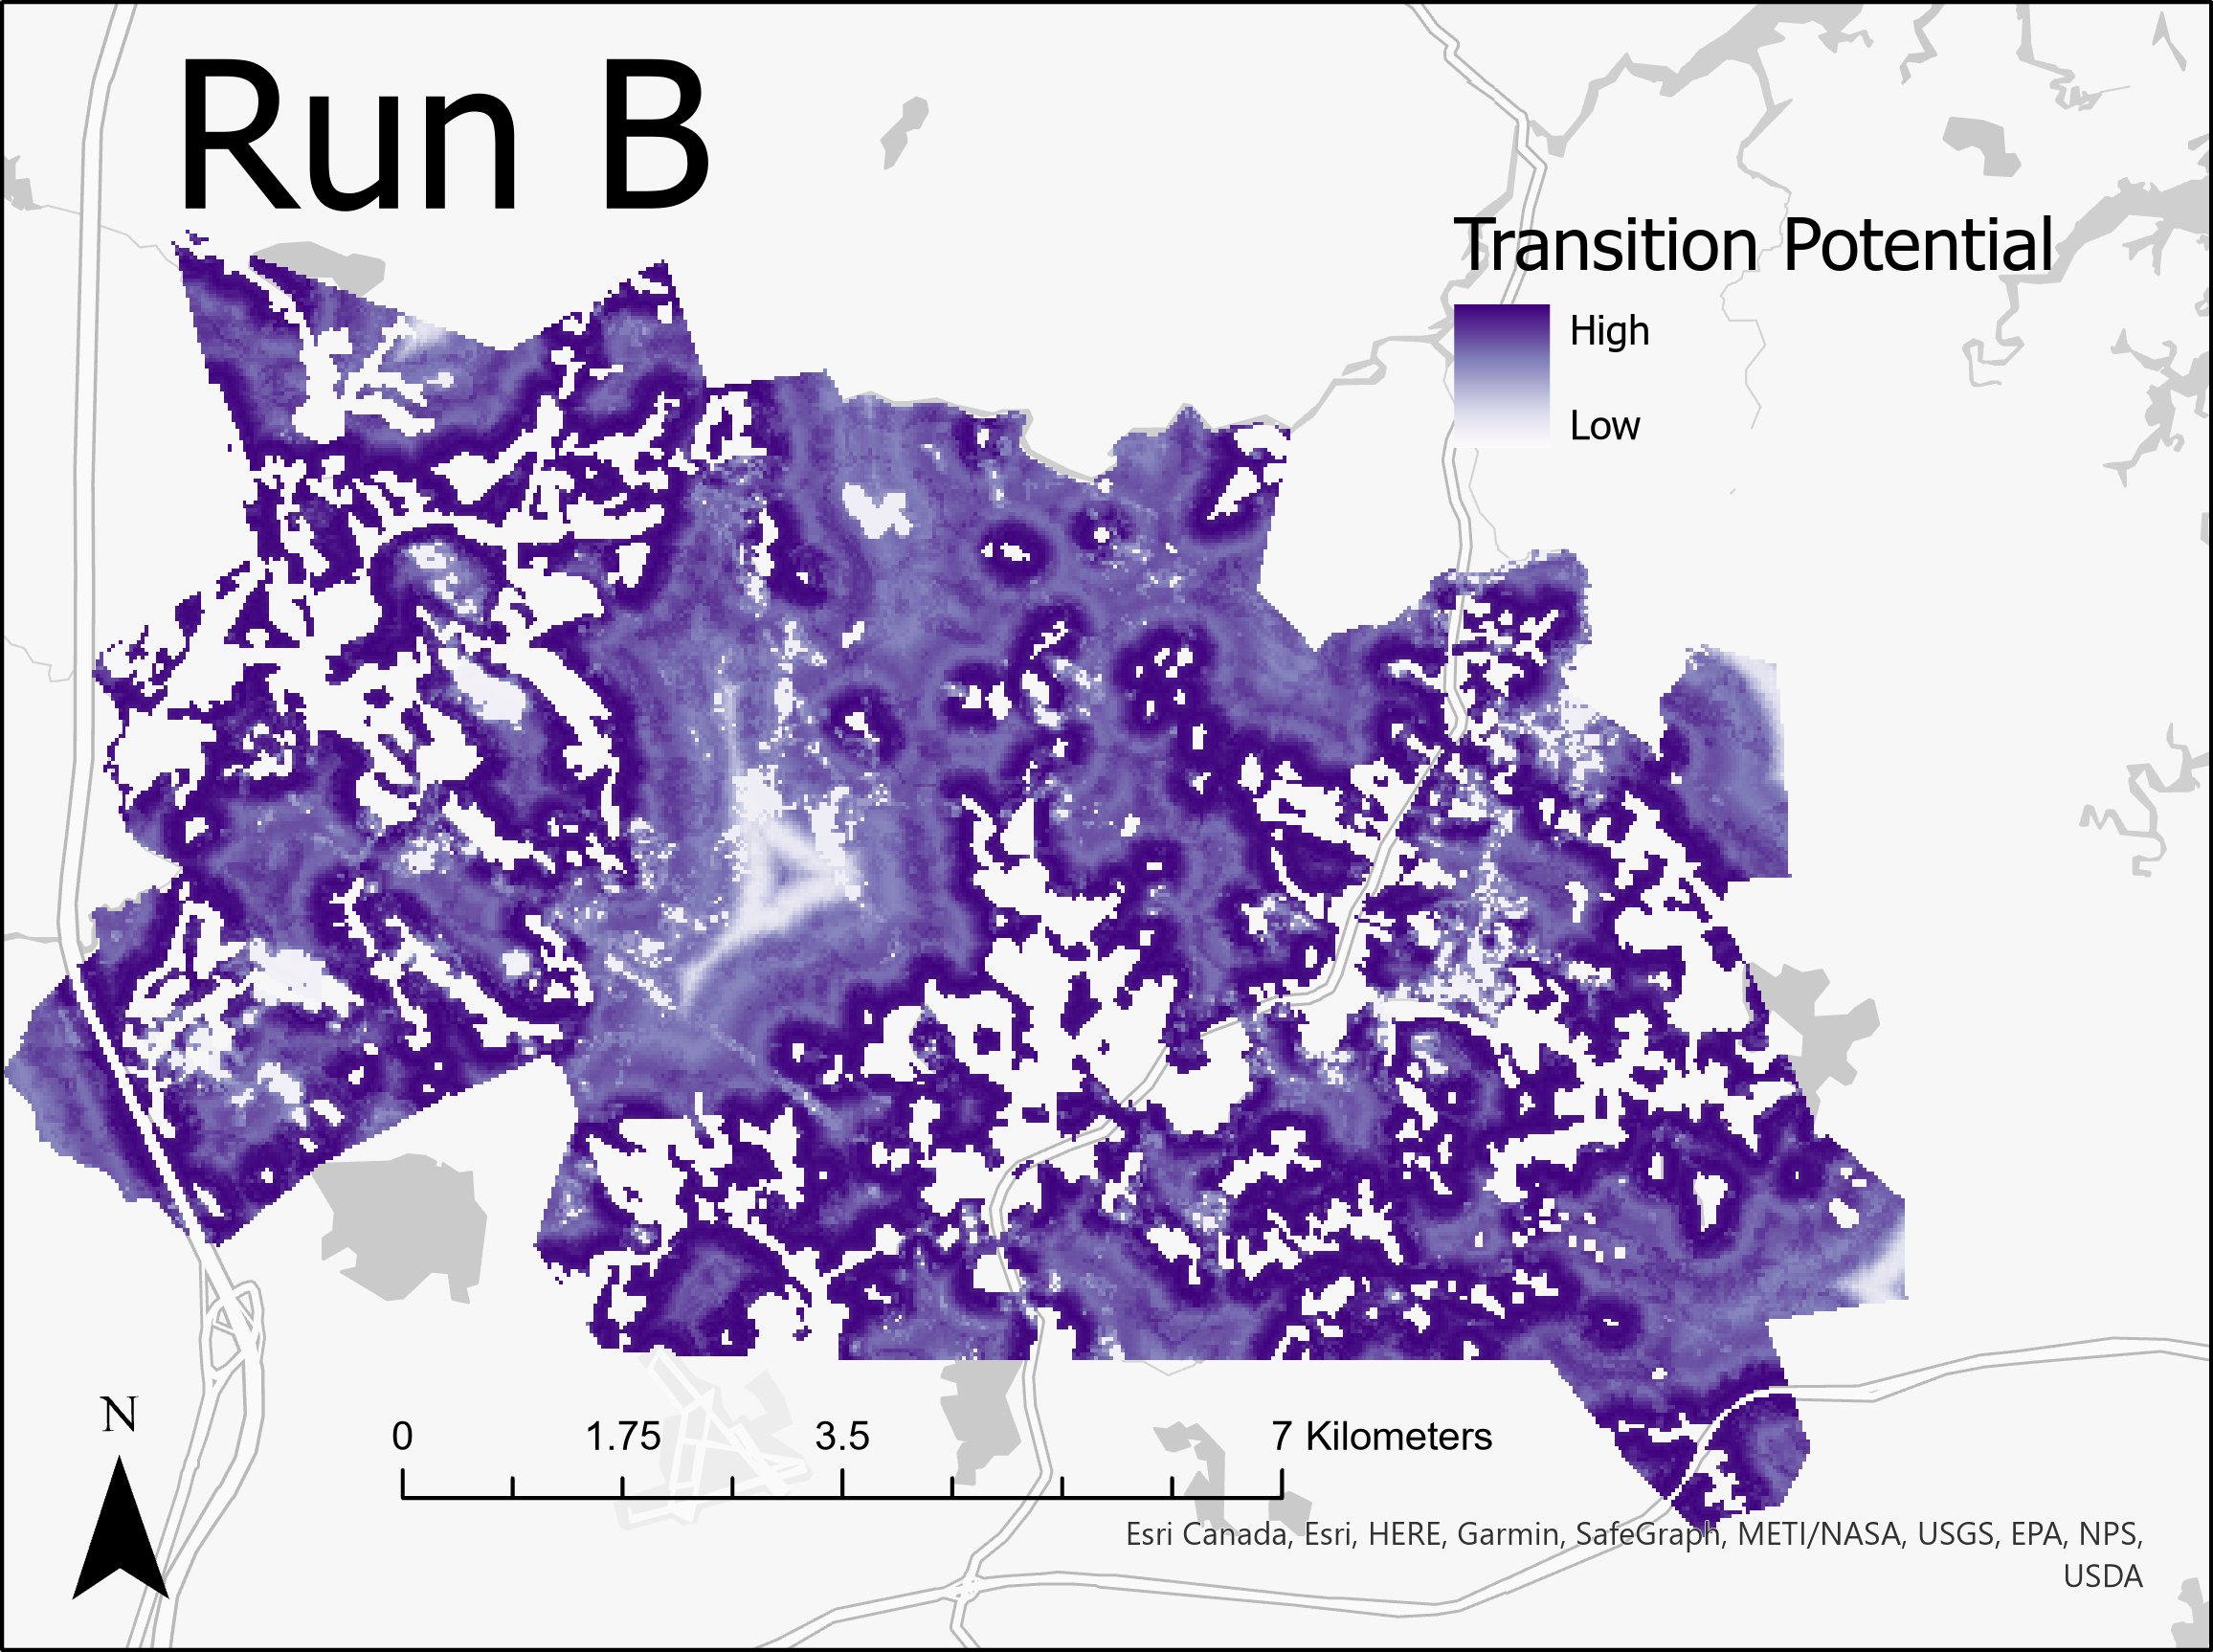 Run B
Transition Potential
High
Low
N
0 1.75 3.5 7 Kilometers
Esri Canada, Esri, HERE, Garmin, SafeGraph, METI/NASA, USGS, EPA, NPS,
USDA